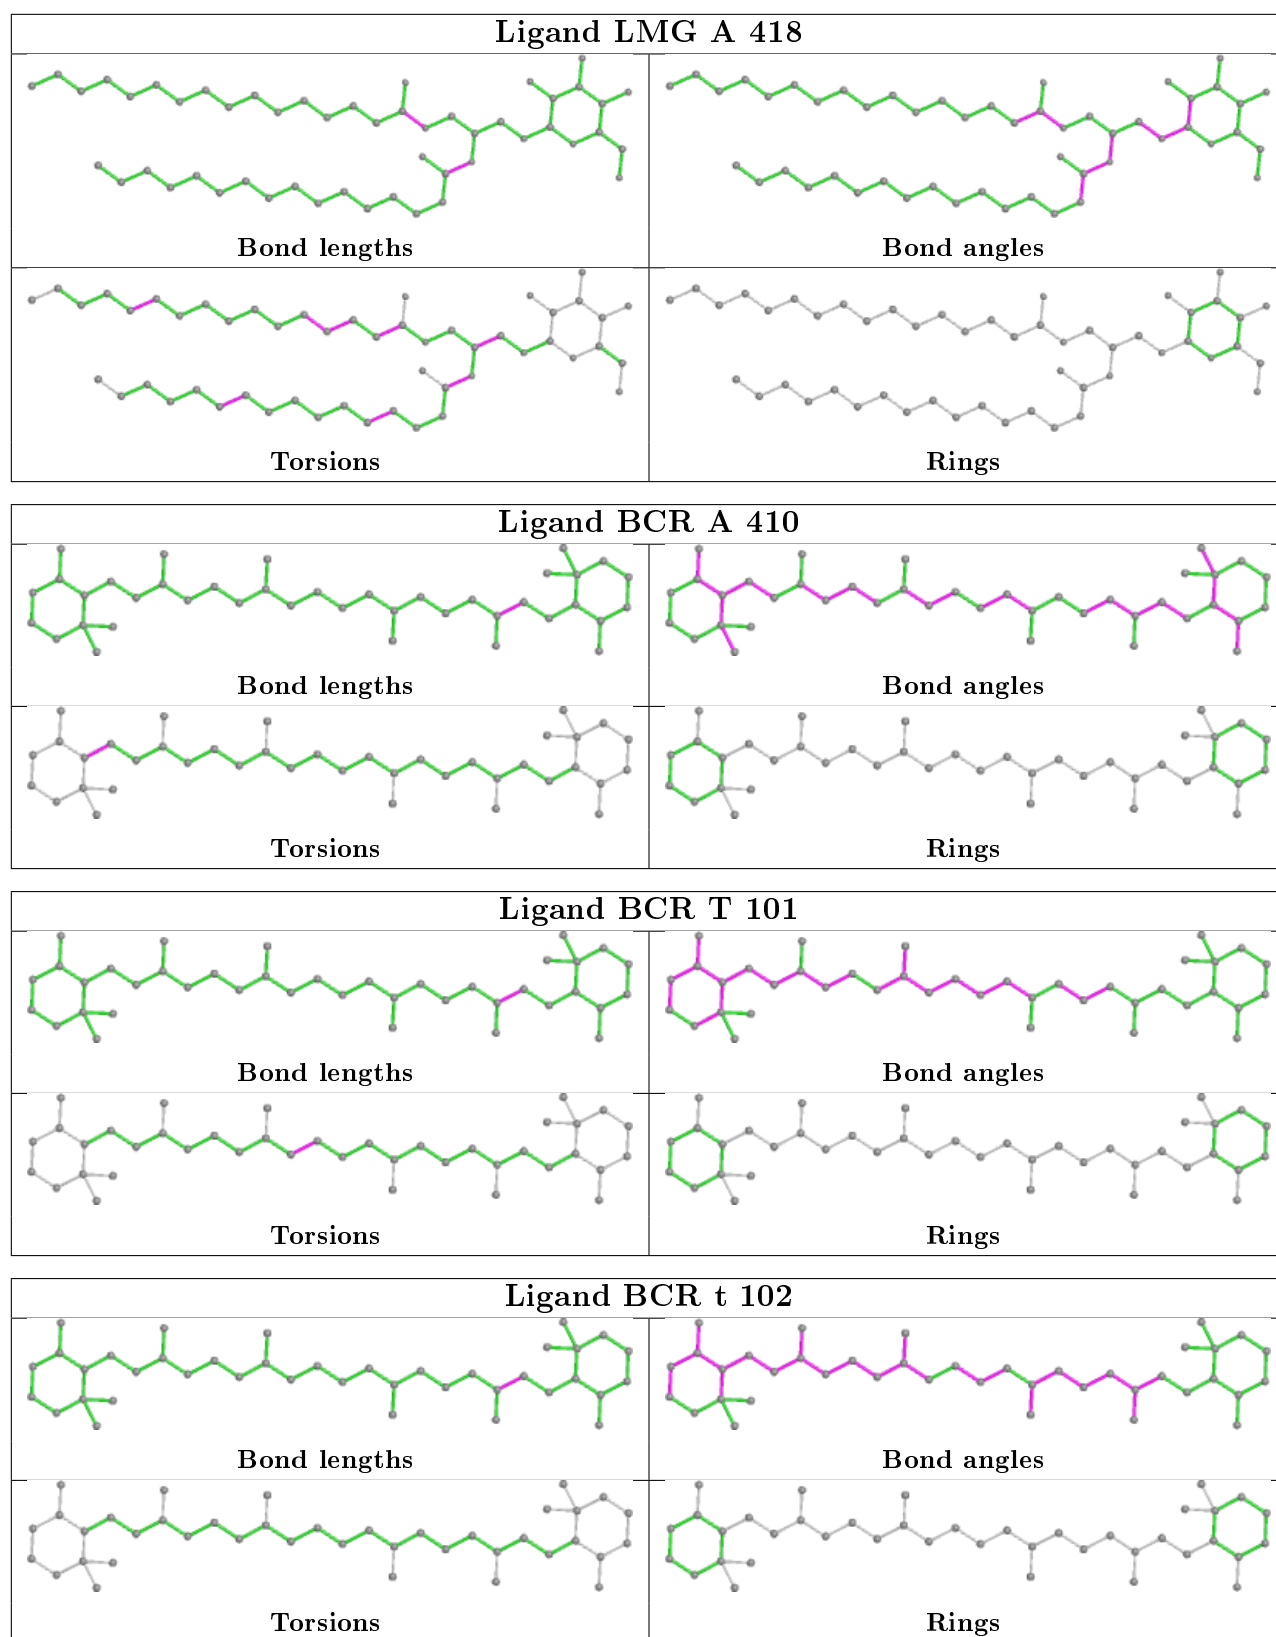 Ligand LMG A 418
Bond lengths
Bond angles
Torsions
Rings
Ligand BCR A 410
Bond lengths
Bond angles
Torsions
Rings
Ligand BCR T 101
Bond lengths
Bond angles
Torsions
Rings
Ligand BCR t 102
Bond lengths
Bond angles
Torsions
Rings